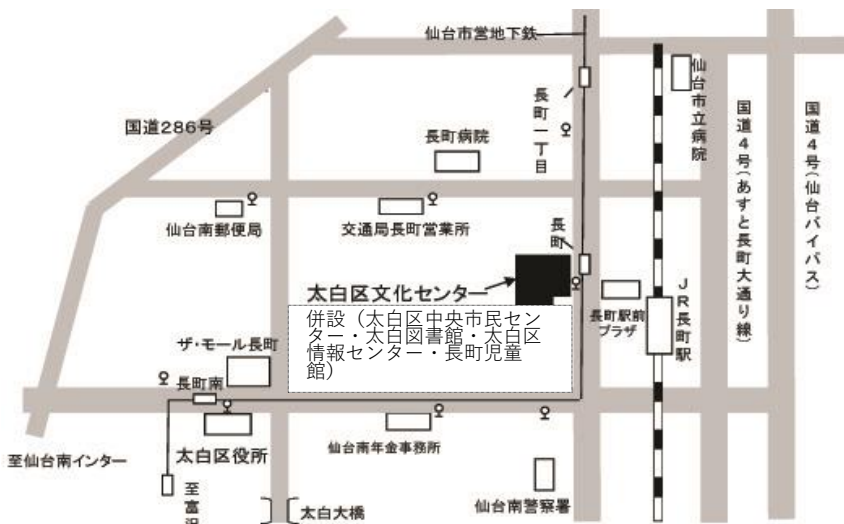 仙台市営地下鉄
長町一丁目
仙台市立病院
国道4号(あすと長町大通り線)
国道4号(仙台バイパス)
国道286号
長町病院
仙台南郵便局
交通局長町営業所
長町
太白区文化センター
併設(太白区中央市民セン
ター・太白図書館・太白区
情報センター・長町児童
館)
長町駅前
プラザ
JR長町駅
ザ・モール長町
長町南
太白区役所
仙台南年金事務所
至仙台南インター
至富沢
太白大橋
仙台南警察署